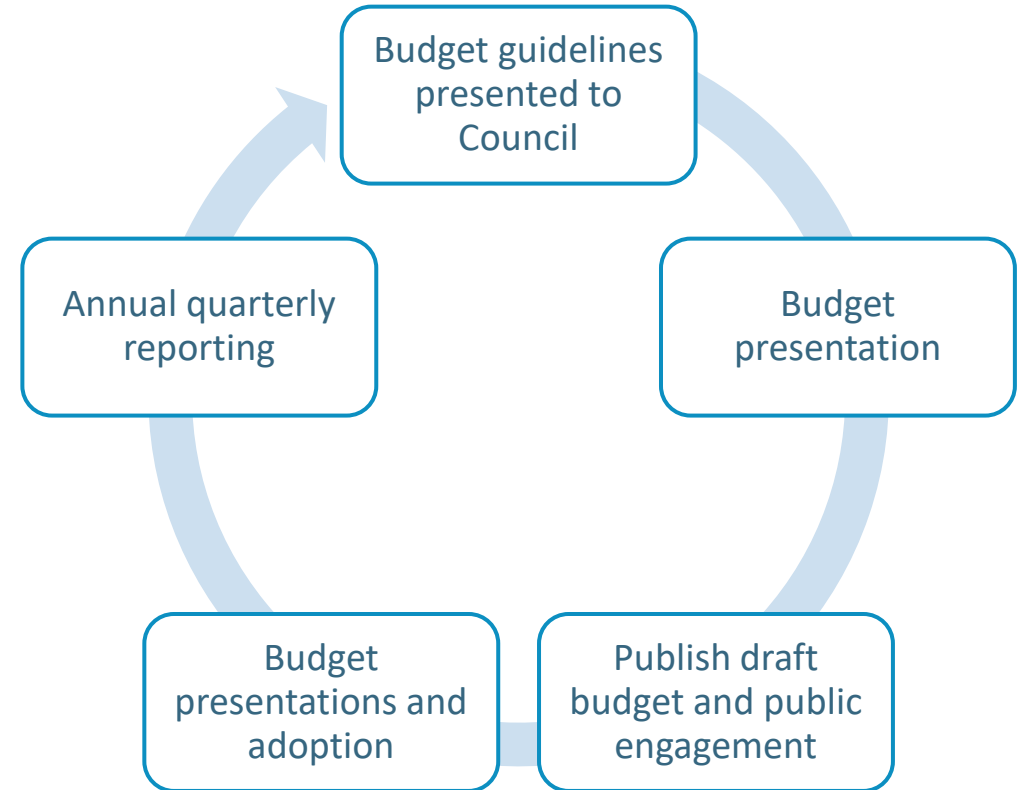 Budget guidelines
presented to
Council
Budget
presentation
Publish draft
budget and public
engagement
Budget
presentations and
adoption
Annual quarterly
reporting